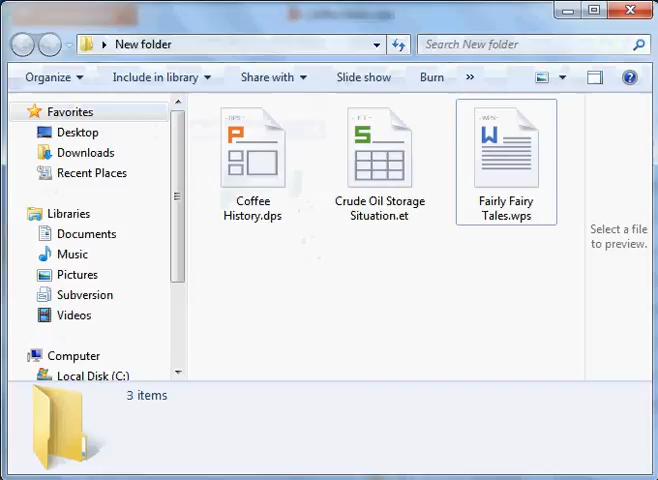 New folder
Search New folder
Organize
Include in library
Share with
Slide show
Burn
»
Favorites
Desktop
Downloads
Recent Places
Libraries
Documents
Music
Pictures
Subversion
Videos
Computer
Local Disk (C:)
P
Coffee
History.dps
S
Crude Oil Storage
Situation.et
WPS
W
Fairly Fairy
Tales.wps
Select a file
to preview.
3 items